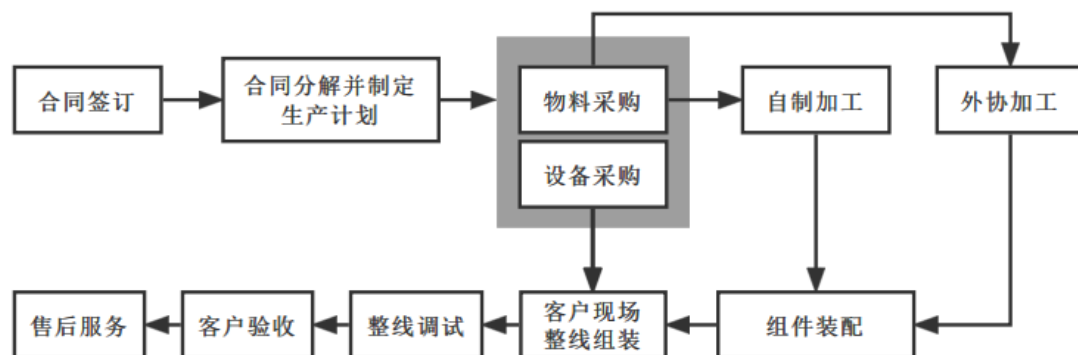 合同签订
合同分解并制定
生产计划
物料采购
设备采购
自制加工
外协加工
售后服务
客户验收
整线调试
客户现场
整线组装
组件装配